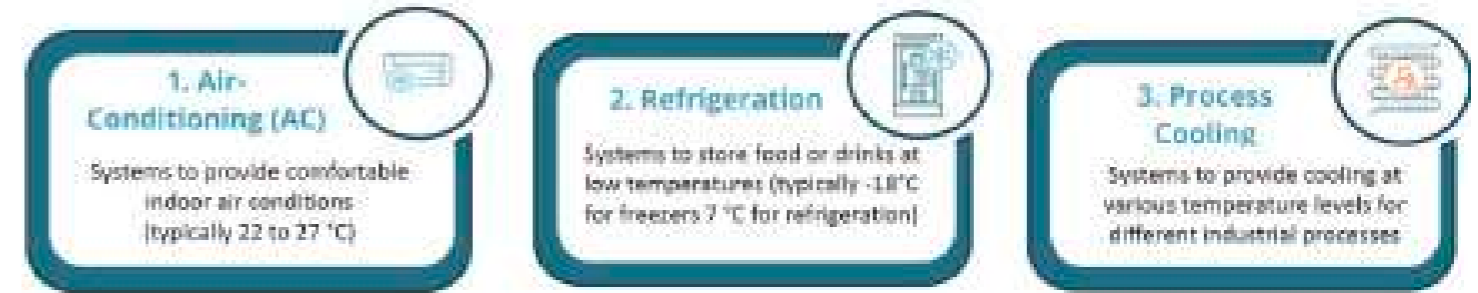 1. Air-
Conditioning (AC)
Systems to provide comfortable
indoor air conditions
(typically 22 to 27 °C)
2. Refrigeration
Systems to store food or drinks at
low temperatures (typically -18°C
for freezers 7 °C for refrigeration)
3. Process
Cooling
Systems to provide cooling at
various temperature levels for
different industrial processes